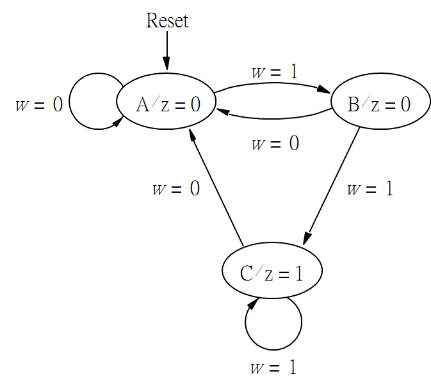 Reset
w = 1
w = 0
A/z = 0
B/z = 0
w = 0
w = 0
w = 1
C/z = 1
w = 1